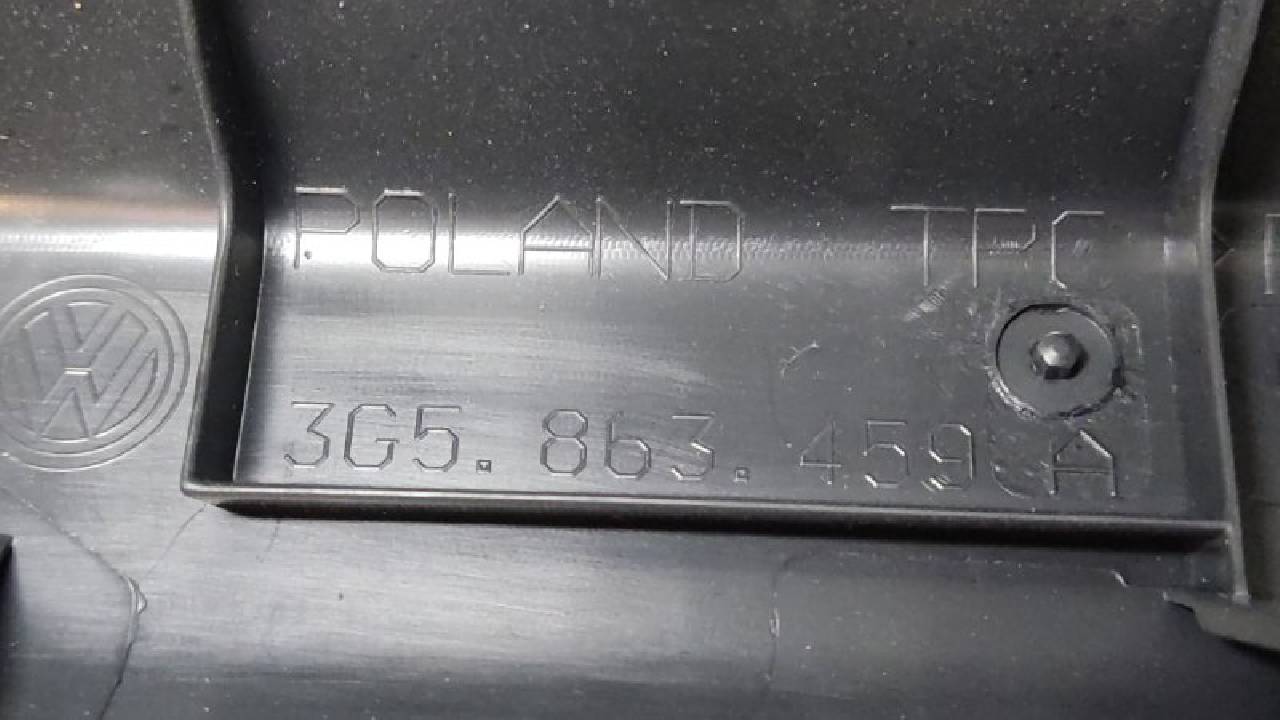 POLAND TPC
3G5. 863. 459 A